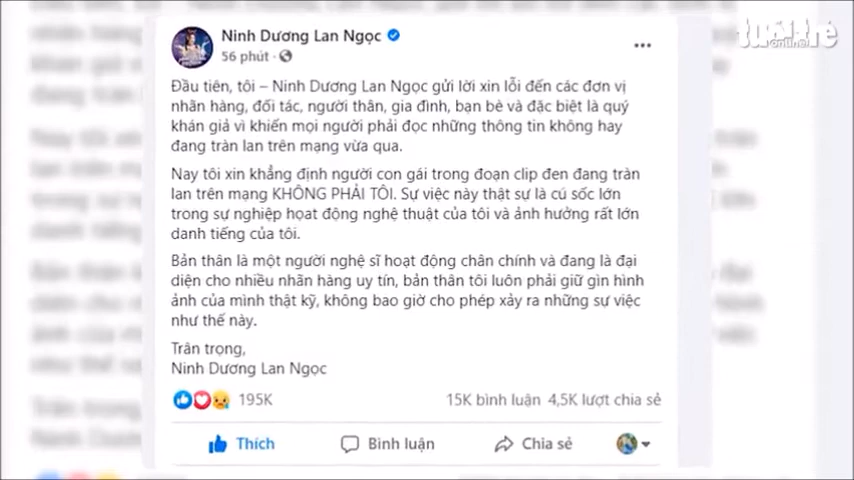 Ninh Dương Lan Ngọc
56 phút ·
tuổi trẻ
online
Đầu tiên, tôi – Ninh Dương Lan Ngọc gửi lời xin lỗi đến các đơn vị
nhãn hàng, đối tác, người thân, gia đình, bạn bè và đặc biệt là quý
khán giả vì khiến mọi người phải đọc những thông tin không hay
đang tràn lan trên mạng vừa qua.
Nay tôi xin khẳng định người con gái trong đoạn clip đen đang tràn
lan trên mạng KHÔNG PHẢI TÔI. Sự việc này thật sự là cú sốc lớn
trong sự nghiệp hoạt động nghệ thuật của tôi và ảnh hưởng rất lớn
danh tiếng của tôi.
Bản thân là một người nghệ sĩ hoạt động chân chính và đang là đại
diện cho nhiều nhãn hàng uy tín, bản thân tôi luôn phải giữ gìn hình
ảnh của mình thật kỹ, không bao giờ cho phép xảy ra những sự việc
như thế này.
Trân trọng,
Ninh Dương Lan Ngọc
195K 15K bình luận 4,5K lượt chia sẻ
Thích Bình luận Chia sẻ